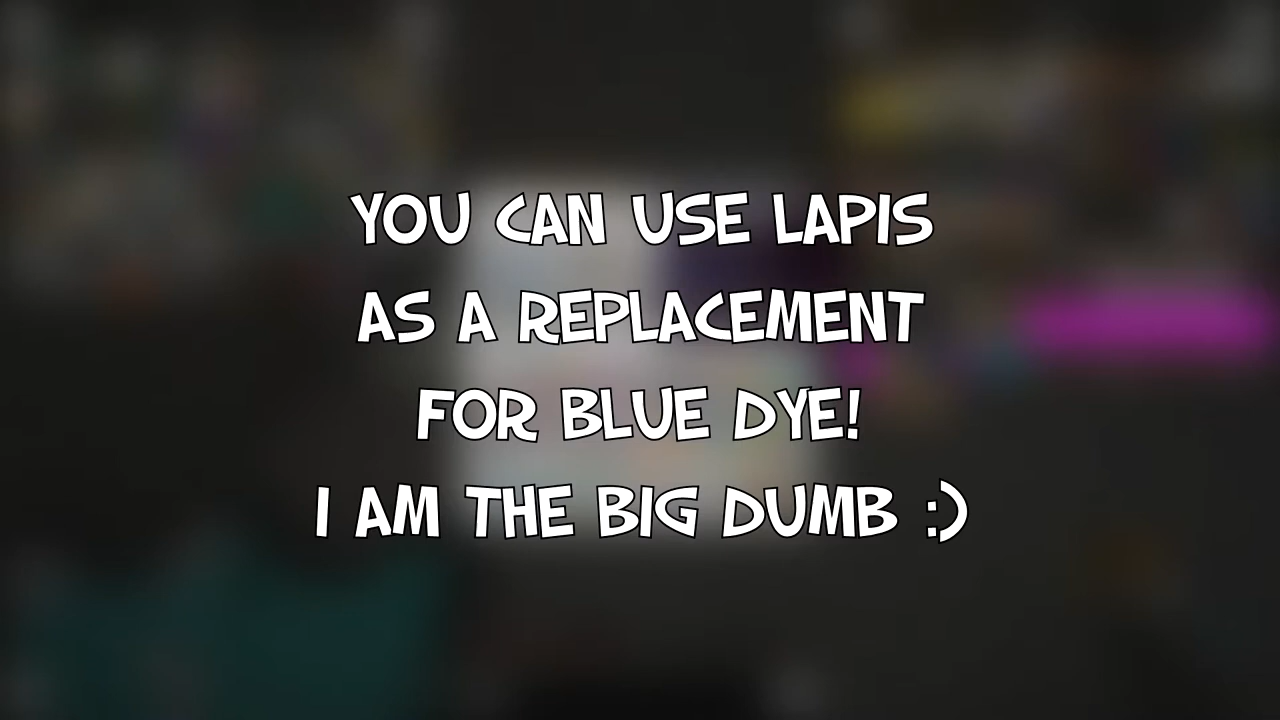 YOU CAN USE LAPIS
AS A REPLACEMENT
FOR BLUE DYE!
I AM THE BIG DUMB :)